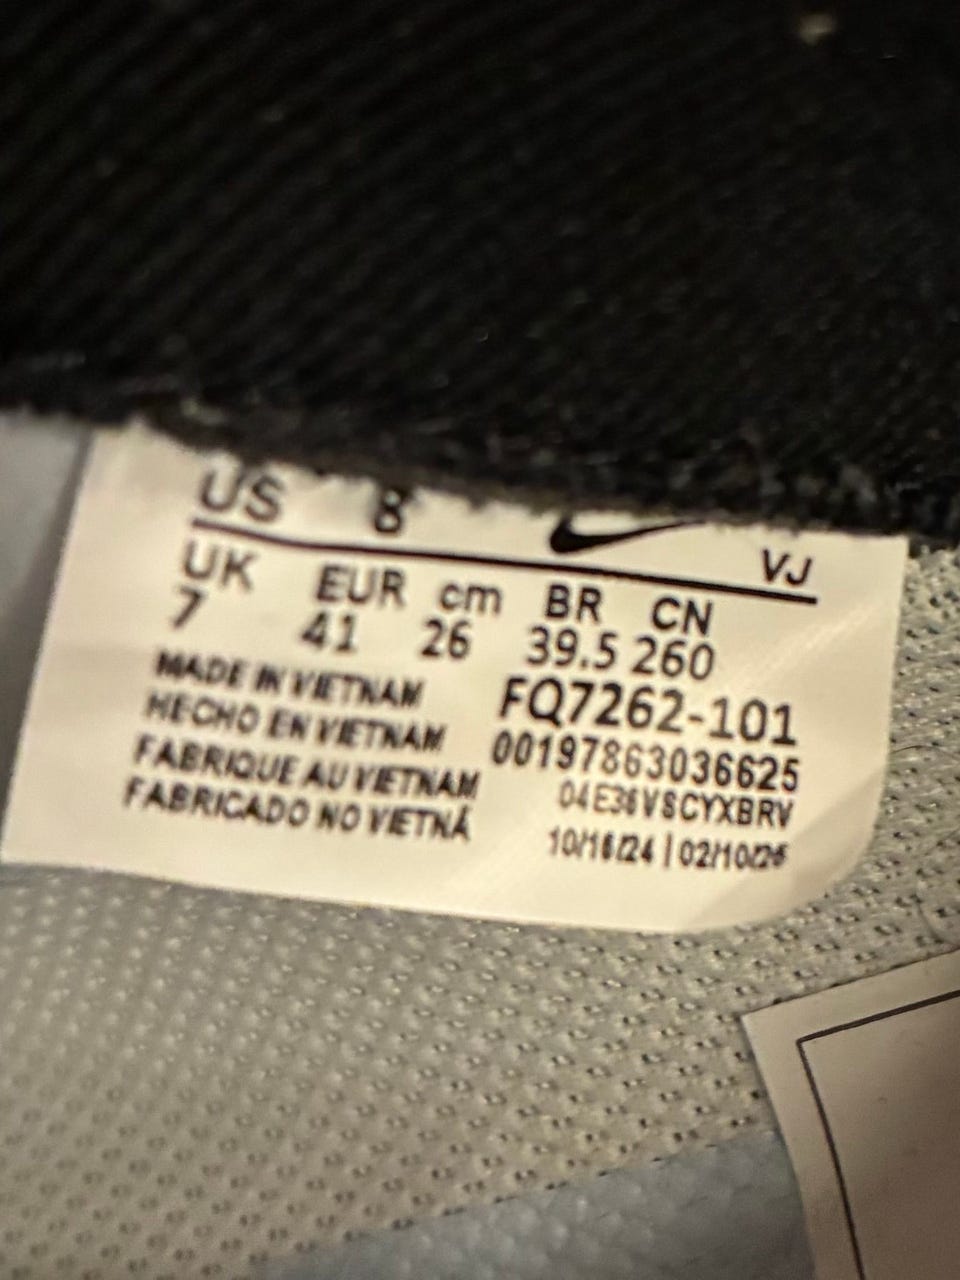 US 8
VJ
UK EUR cm BR CN
7 41 26 39.5 260
MADE IN VIETNAM
HECHO EN VIETNAM
FABRIQUE AU VIETNAM
FABRICADO NO VIETNÃ
FQ7262-101
00197863036625
04E36VSCYXBRV
10/16/24 | 02/10/25